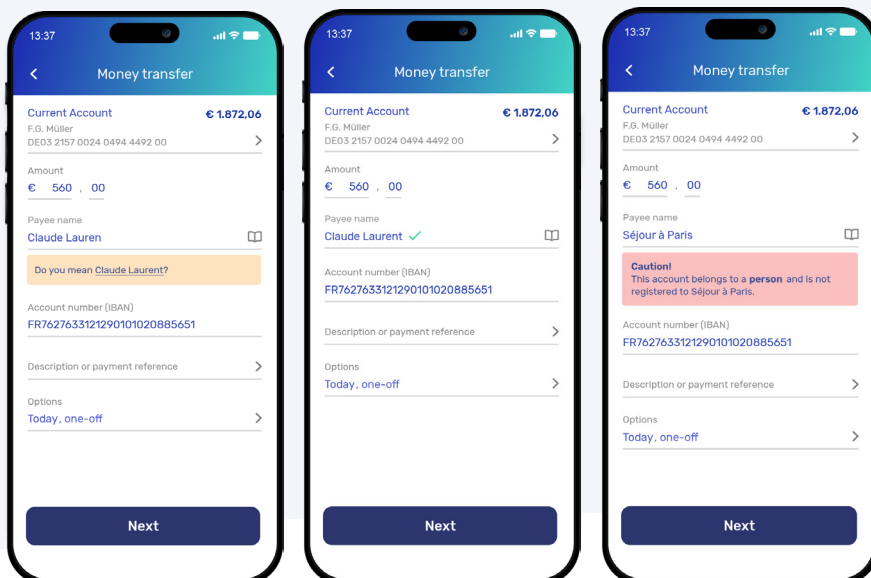 13:37
Money transfer
Current Account € 1.872,06
F.G. Müller
DE03 2157 0024 0494 4492 00
Amount
€ 560 , 00
Payee name
Claude Lauren
Do you mean Claude Laurent?
Account number (IBAN)
FR7627633121290101020885651
Description or payment reference
Options
Today, one-off
Next
13:37
Money transfer
Current Account € 1.872,06
F.G. Müller
DE03 2157 0024 0494 4492 00
Amount
€ 560 , 00
Payee name
Claude Laurent
Account number (IBAN)
FR7627633121290101020885651
Description or payment reference
Options
Today, one-off
Next
13:37
Money transfer
Current Account € 1.872,06
F.G. Müller
DE03 2157 0024 0494 4492 00
Amount
€ 560 , 00
Payee name
Séjour à Paris
Caution!
This account belongs to a person and is not
registered to Séjour à Paris.
Account number (IBAN)
FR7627633121290101020885651
Description or payment reference
Options
Today, one-off
Next